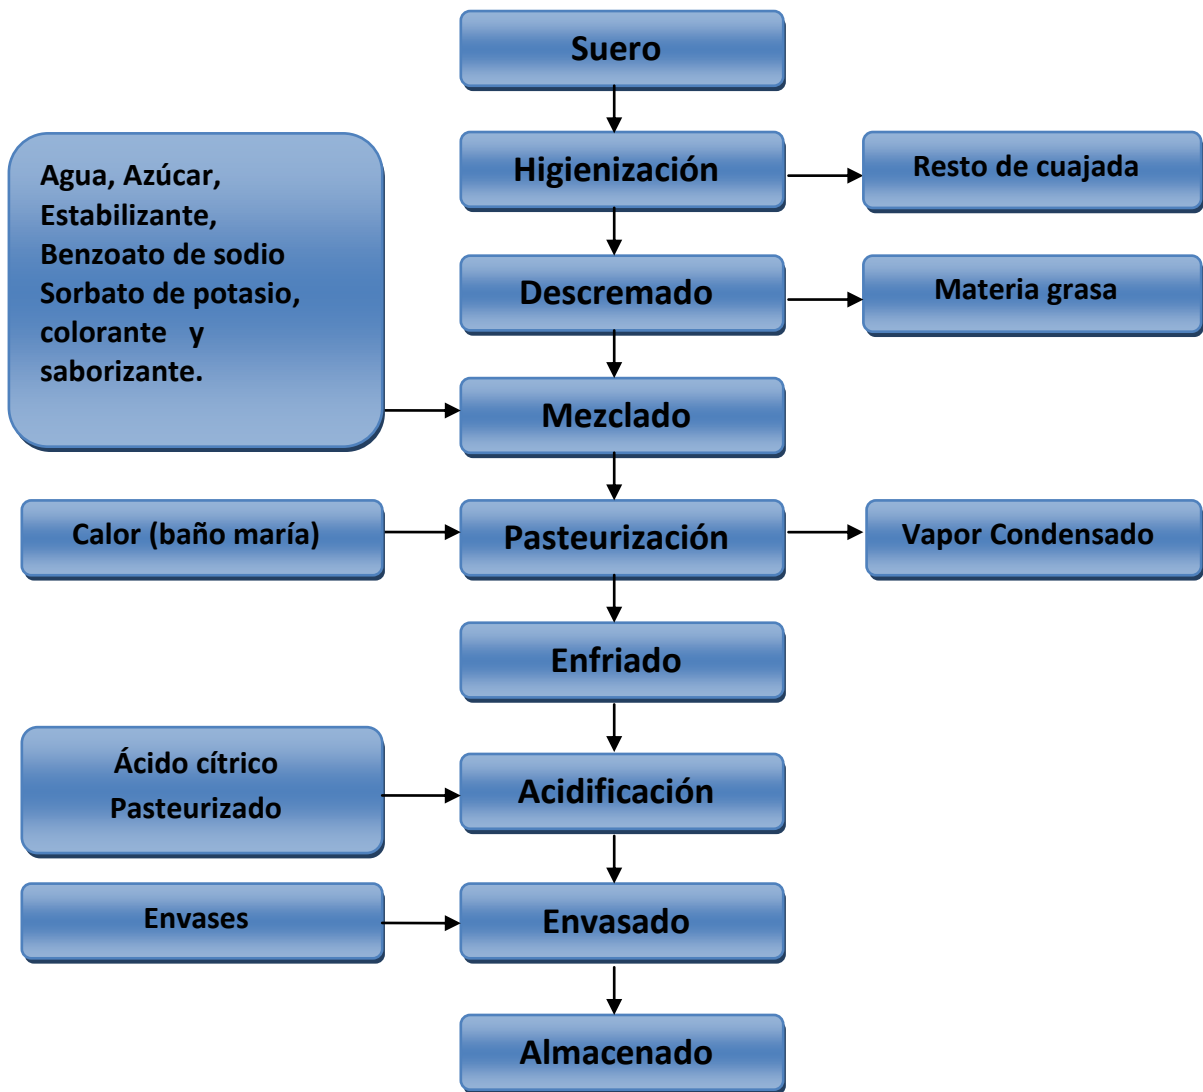 Suero
Higienización
Resto de cuajada
Agua, Azúcar,
Estabilizante,
Benzoato de sodio
Sorbato de potasio,
colorante y
saborizante.
Descremado
Materia grasa
Mezclado
Calor (baño maría)
Pasteurización
Vapor Condensado
Enfriado
Ácido cítrico
Pasteurizado
Acidificación
Envases
Envasado
Almacenado